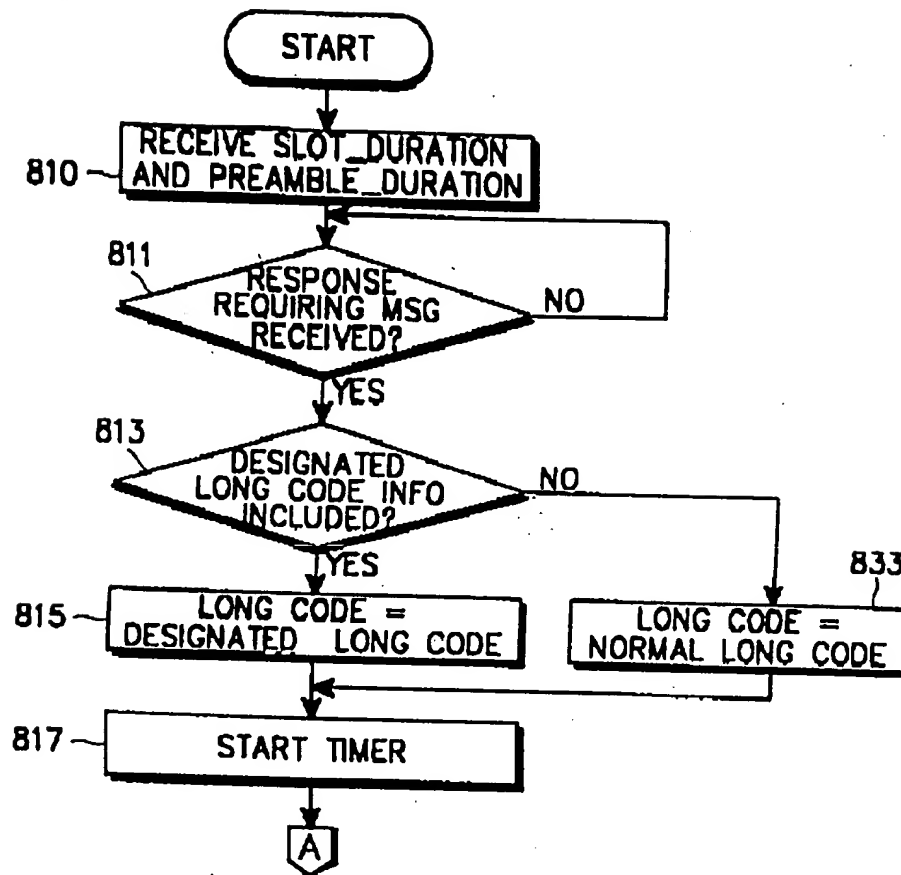 START
RECEIVE SLOT_DURATION
AND PREAMBLE_DURATION
810
811
RESPONSE
REQUIRING MSG
RECEIVED?
NO
YES
813
DESIGNATED
LONG CODE INFO
INCLUDED?
NO
YES
815
LONG CODE =
DESIGNATED LONG CODE
833
LONG CODE =
NORMAL LONG CODE
817
START TIMER
A